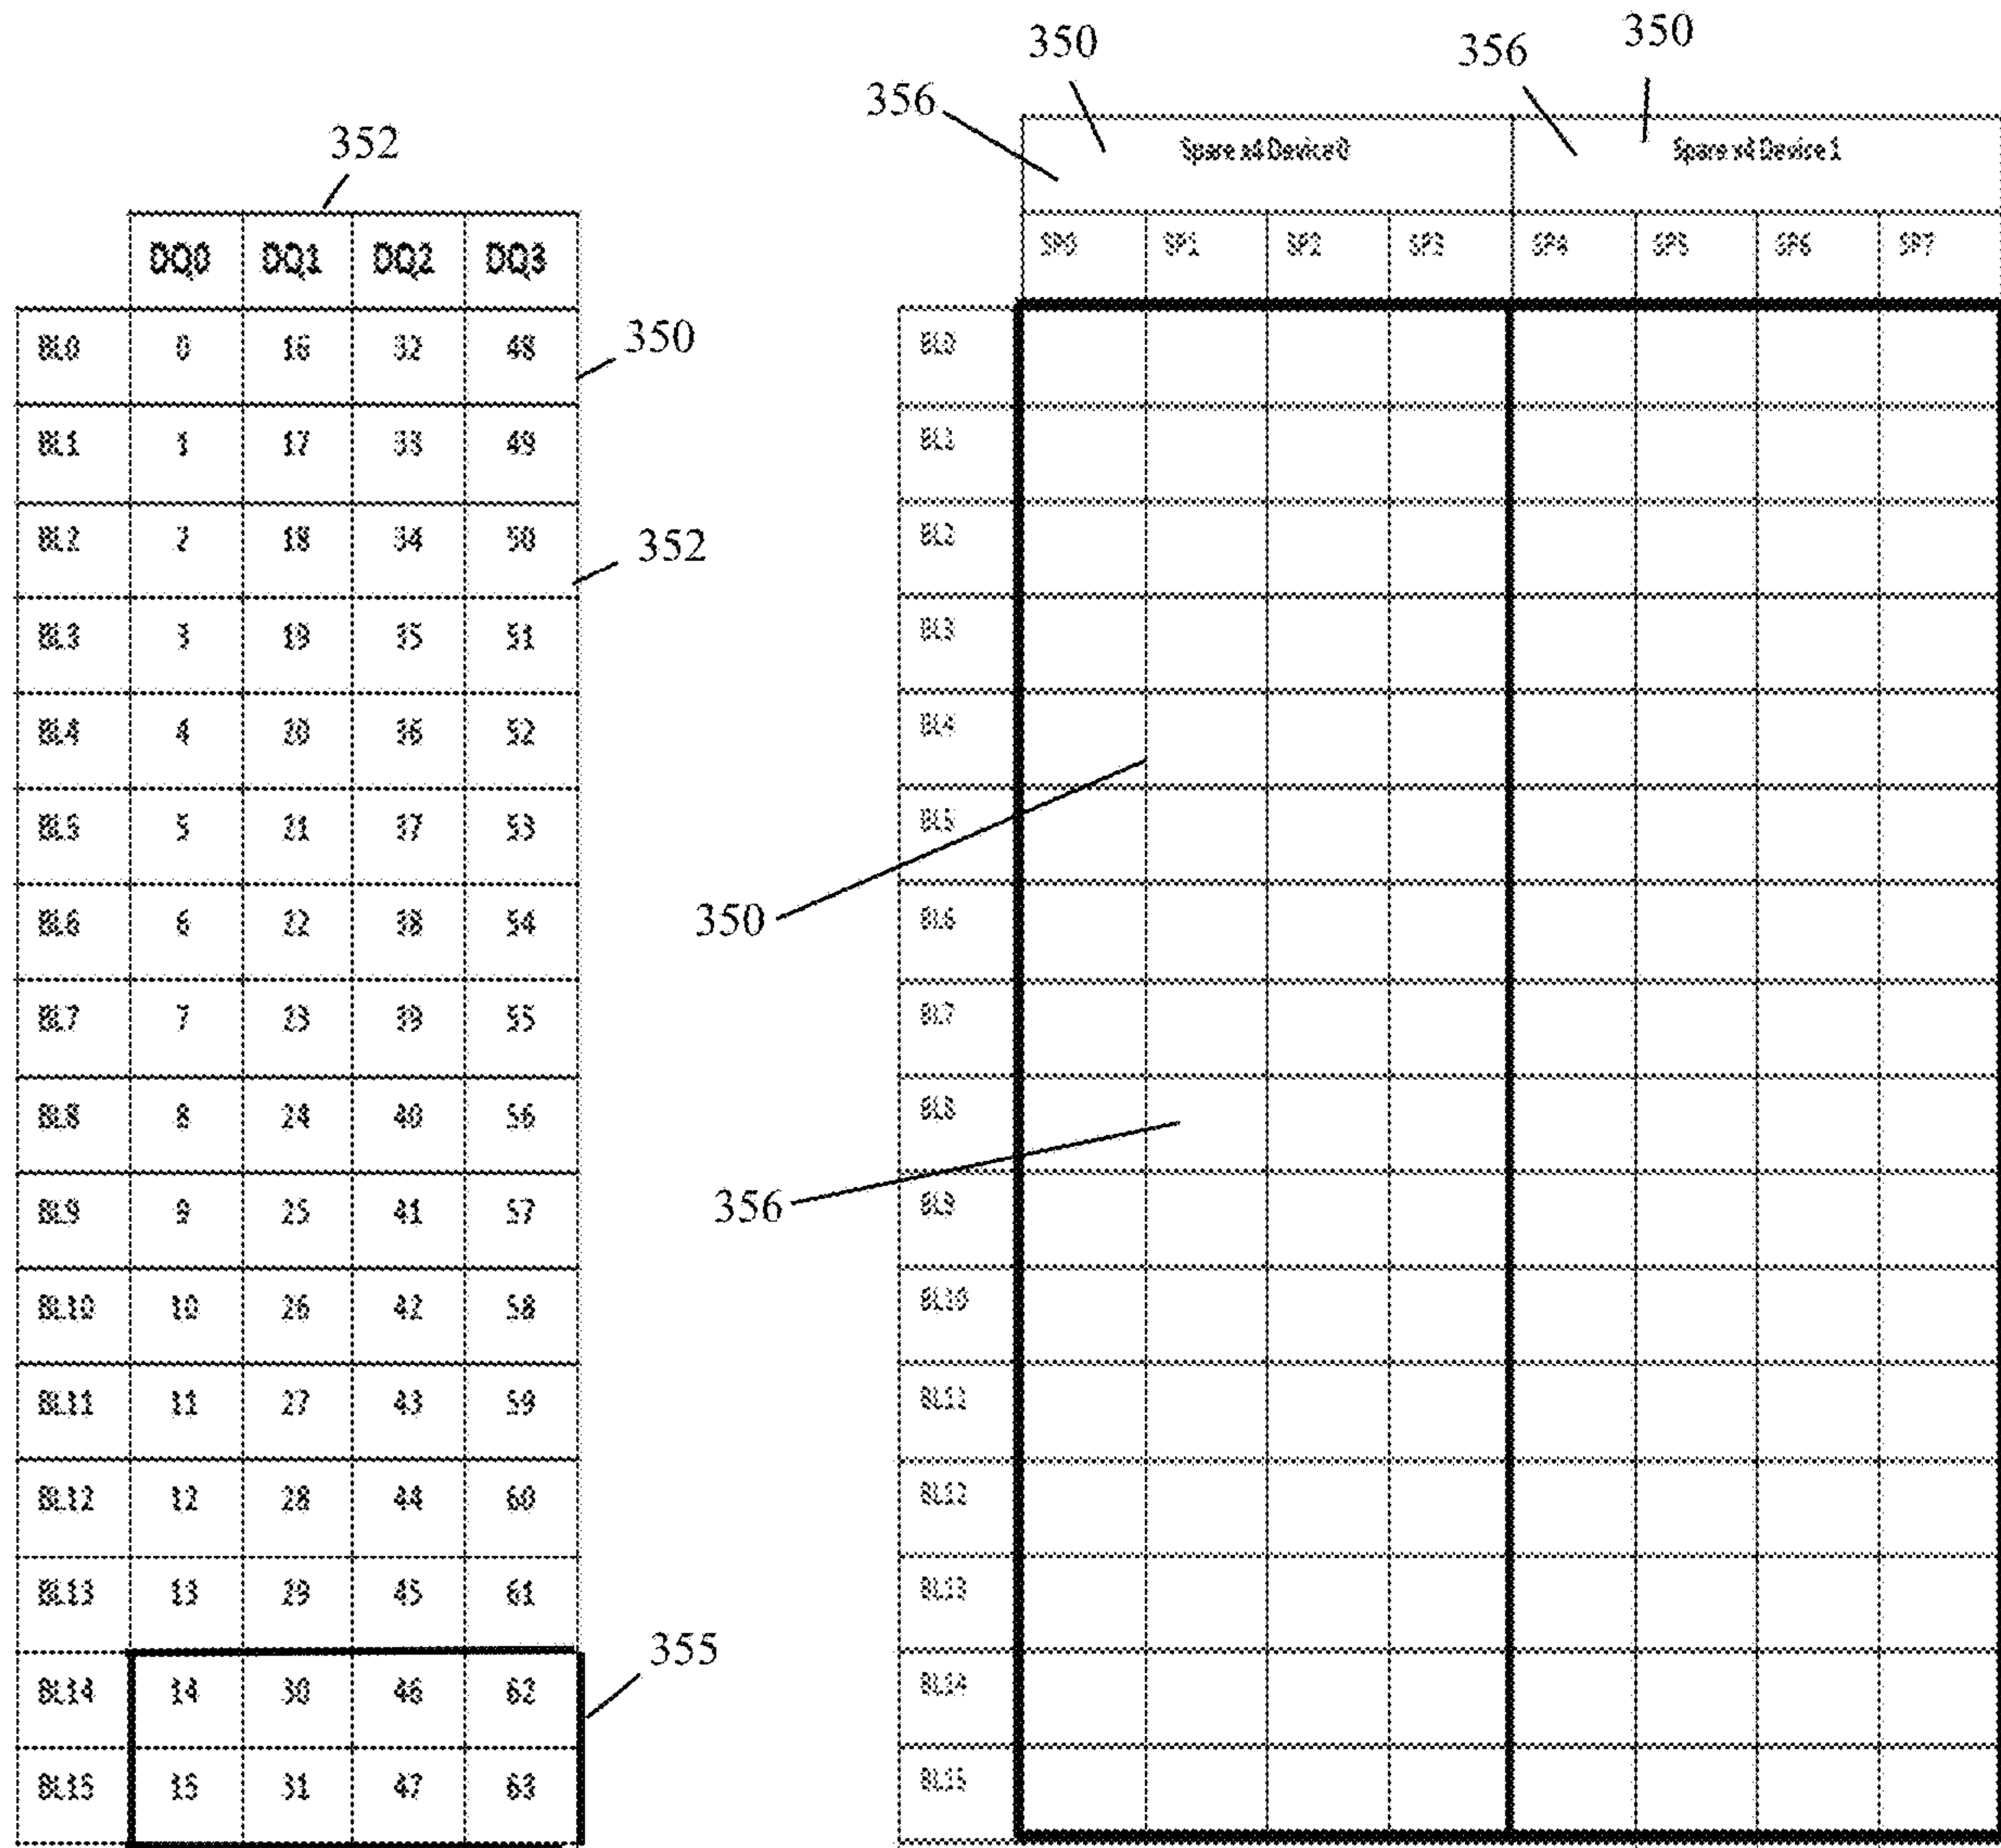 350
350
356
356
352
Spare x4 Device 0 Spare x4 Device 1
DQ0 DQ1 DQ2 DQ3
SP0 SP1 SP2 SP3 SP4 SP5 SP6 SP7
BL0 0 16 32 48
350
BL0
BL1 1 17 33 49
BL1
BL2 2 18 34 50
352
BL2
BL3 3 19 35 51
BL3
BL4 4 20 36 52
BL4
BL5 5 21 37 53
BL5
BL6 6 22 38 54
350
BL6
BL7 7 23 39 55
BL7
BL8 8 24 40 56
BL8
BL9 9 25 41 57
356
BL9
BL10 10 26 42 58
BL10
BL11 11 27 43 59
BL11
BL12 12 28 44 60
BL12
BL13 13 29 45 61
BL13
355
BL14 14 30 46 62
BL14
BL15 15 31 47 63
BL15